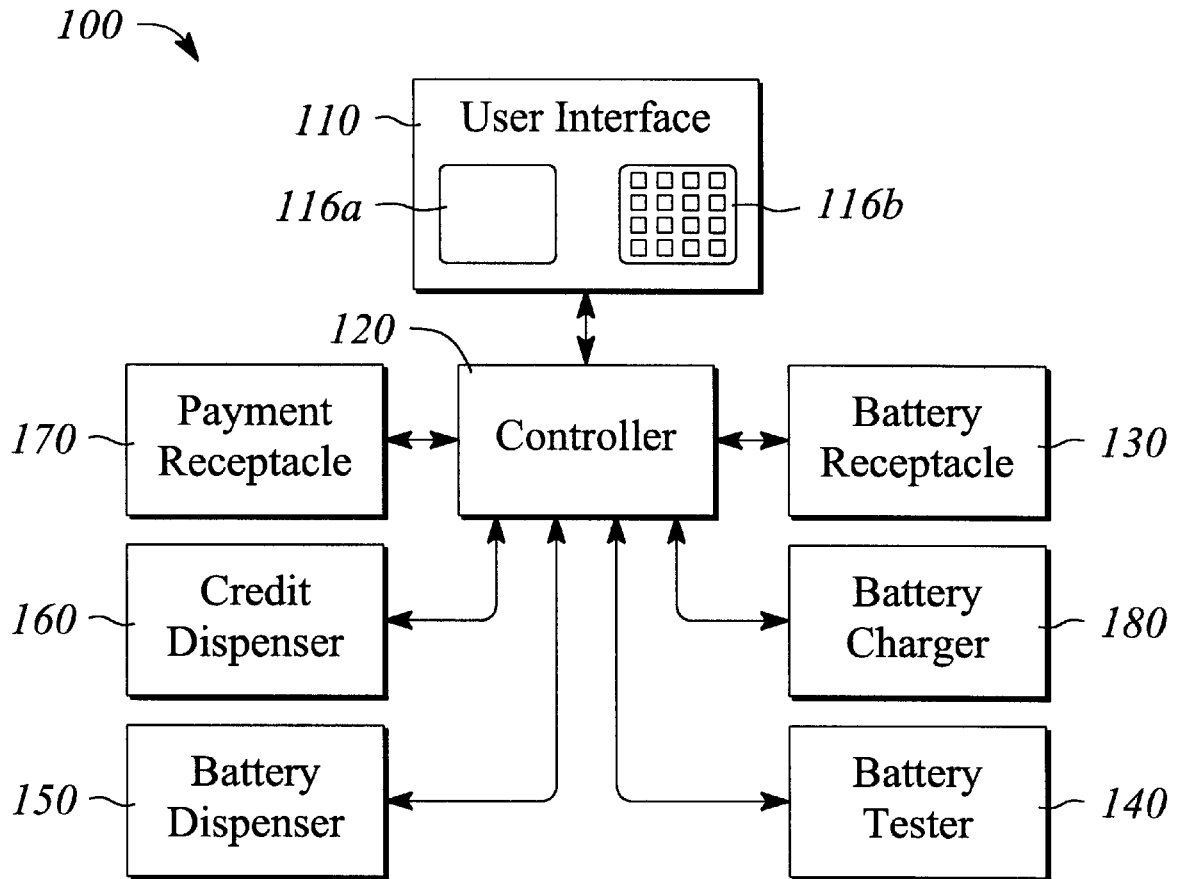 100
110
User Interface
116a
116b
120
170
Payment
Receptacle
Controller
Battery
Receptacle
130
160
Credit
Dispenser
Battery
Charger
180
150
Battery
Dispenser
Battery
Tester
140